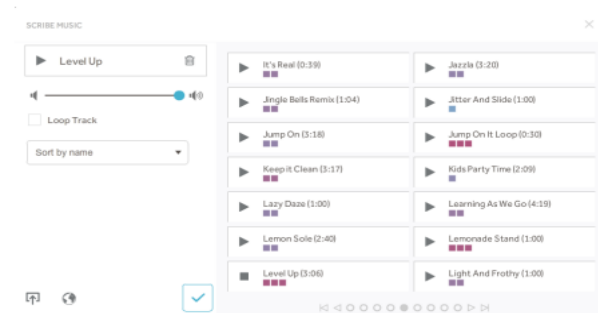 SCRIBE MUSIC
Level Up
Loop Track
Sort by name
It's Real (0:39)
Jazzla (3:20)
Jingle Bells Remix (1:04)
Jitter And Slide (1:00)
Jump On (3:18)
Jump On It Loop (0:30)
Keep it Clean (3:17)
Kids Party Time (2:09)
Lazy Daze (1:00)
Learning As We Go (4:19)
Lemon Sole (2:40)
Lemonade Stand (1:00)
Level Up (3:06)
Light And Frothy (1:00)